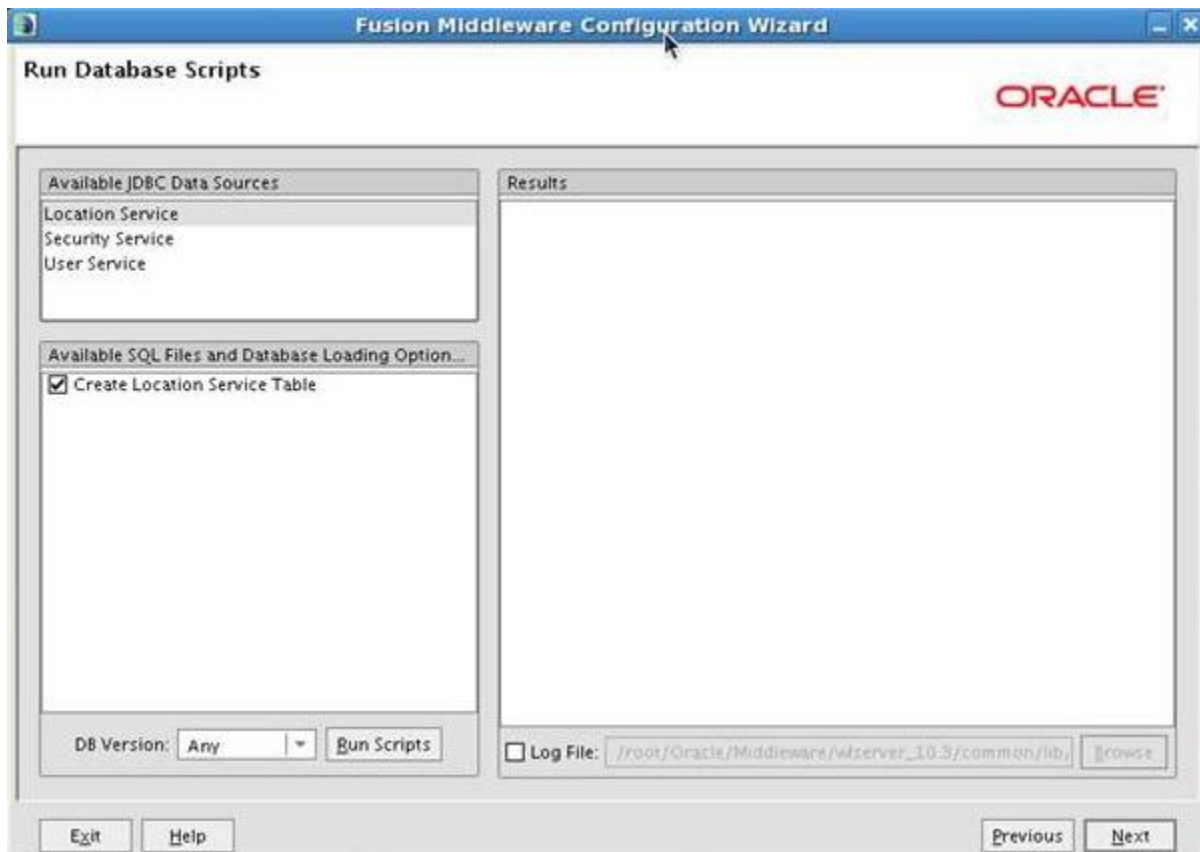 Fusion Middleware Configuration Wizard
Run Database Scripts
ORACLE
Available JDBC Data Sources
Location Service
Security Service
User Service
Available SQL Files and Database Loading Option...
Create Location Service Table
DB Version: Any Run Scripts
Results
Log File: /root/Oracle/Middleware/wlserver_10.3/common/lib, Browse
Exit Help Previous Next